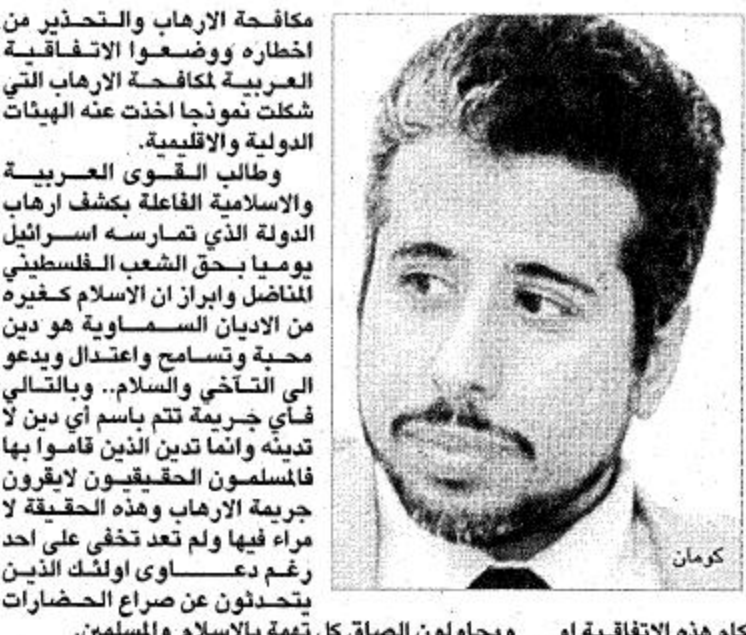 مكافحة الارهاب والتحذير من
اخطاره ووضعوا الاتفاقية
العربية لمكافحة الارهاب التي
شكلت نموذجا اخذت عنه الهيئات
الدولية والاقليمية.
وطالب القوى العربية
والاسلامية الفاعلة بكشف ارهاب
الدولة الذي تمارسه اسرائيل
يوميا بحق الشعب الفلسطيني
المناضل وابراز ان الاسلام كغيره
من الاديان السماوية هو دين
محبة وتسامح واعتدال ويدعو
الى التآخي والسلام.. وبالتالي
فأي جريمة تتم باسم أي دين لا
تدينه وانما تدين الذين قاموا بها
فالمسلمون الحقيقيون لايقرون
جريمة الارهاب وهذه الحقيقة لا
مراء فيها ولم تعد تخفى على احد
رغم دعاوى اولئك الذين
يتحدثون عن صراع الحضارات
ويحاولون الصاق كل تهمة بالاسلام والمسلمين.
كومان
هذه الاتفاقية او